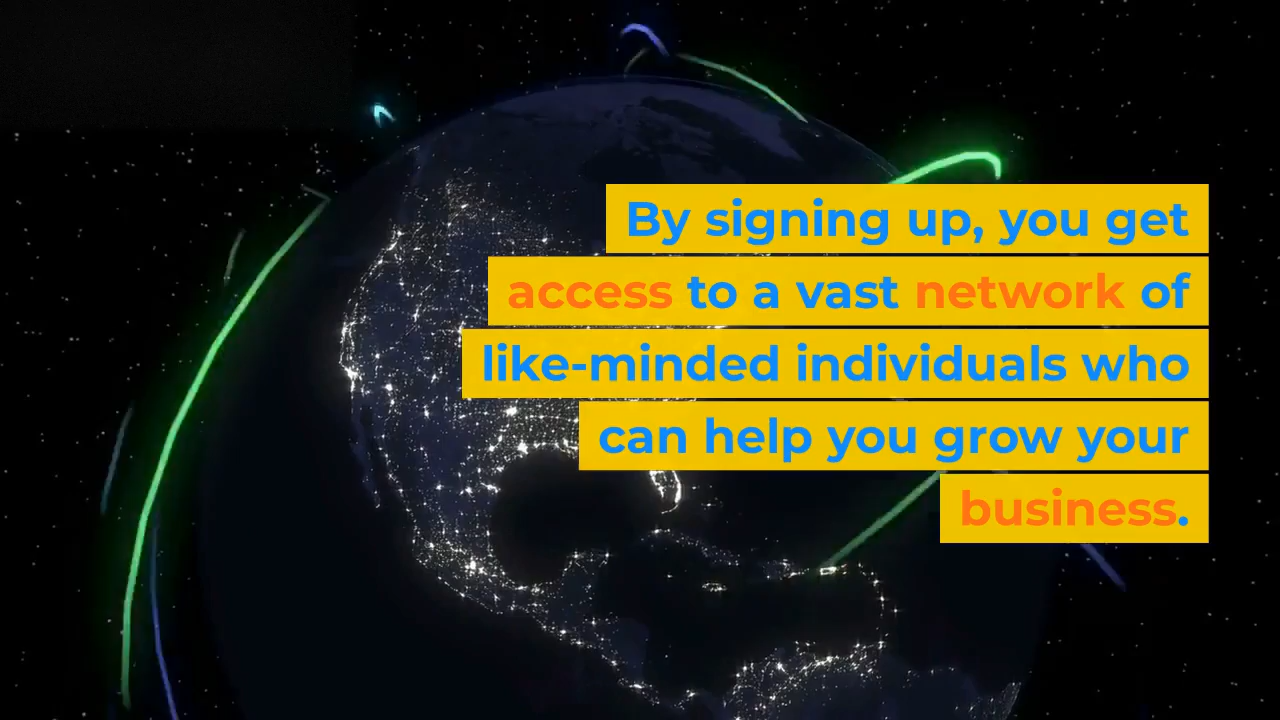 By signing up, you get
access to a vast network of
like-minded individuals who
can help you grow your
business.